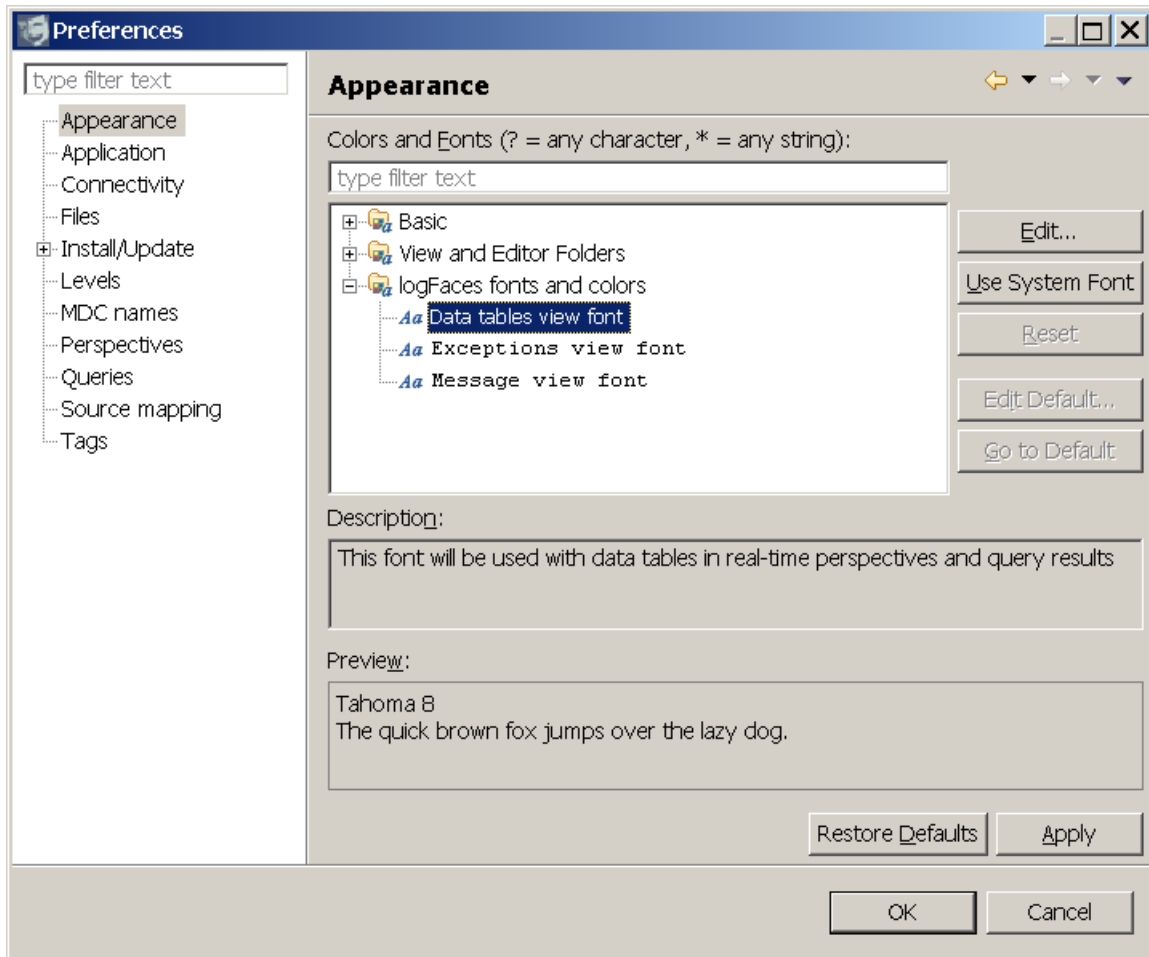 Preferences
type filter text
Appearance
Application
Connectivity
Files
Install/Update
Levels
MDC names
Perspectives
Queries
Source mapping
Tags
Appearance
Colors and Fonts (? = any character, * = any string):
type filter text
Basic
View and Editor Folders
logFaces fonts and colors
Aa Data tables view font
Aa Exceptions view font
Aa Message view font
Edit...
Use System Font
Reset
Edit Default...
Go to Default
Description:
This font will be used with data tables in real-time perspectives and query results
Preview:
Tahoma 8
The quick brown fox jumps over the lazy dog.
Restore Defaults
Apply
OK
Cancel